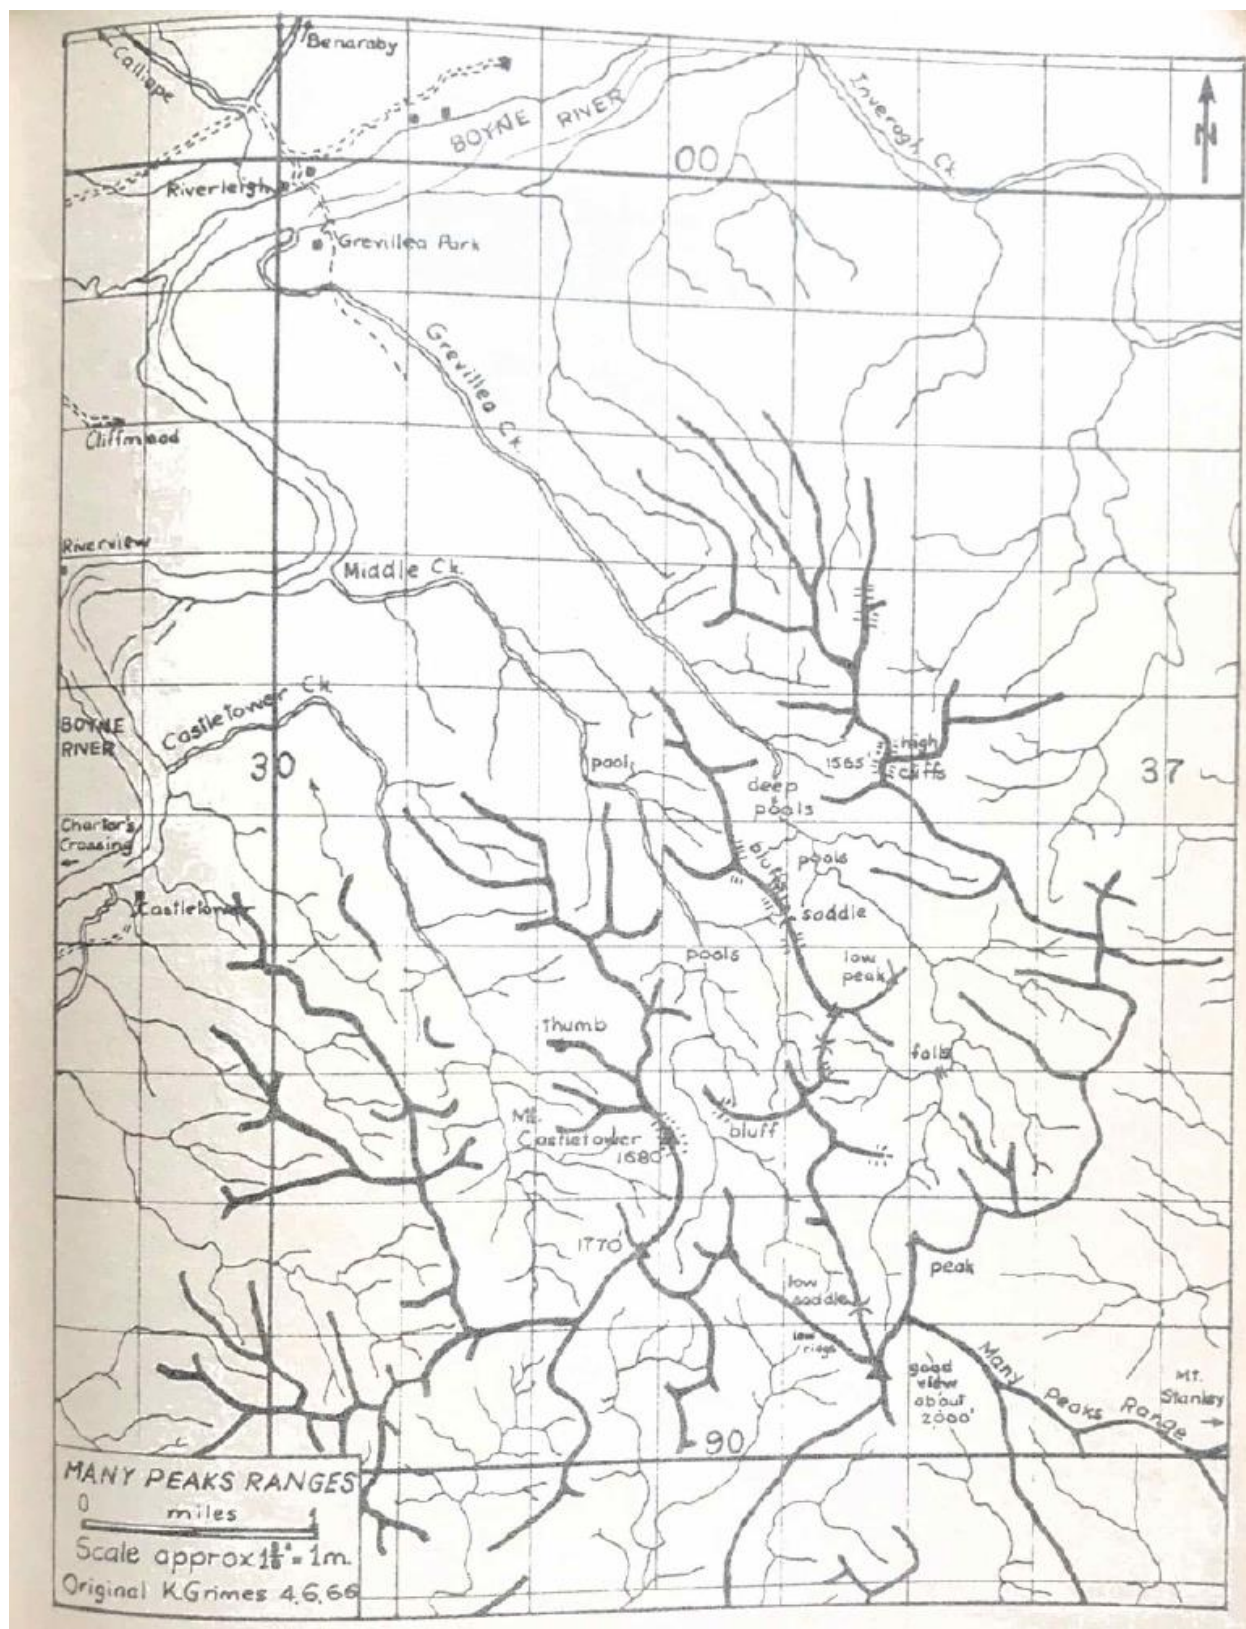 Benaraby
Calliope
BOYNE RIVER
Inveragh Ck.
N
00
Riverleigh
Grevillea Park
Grevillea Ck.
Cliffmead
Riverview
Middle Ck.
Castletower Ck.
BOYNE
RIVER
30
37
pool
high
cliffs
1565'
deep
pools
Charter's
Crossing
bluffs
pools
Castletower
saddle
pools
low
peak
thumb
falls
Mt.
Castletower
1680'
bluff
1770'
peak
low
saddle
low
ridge
good
view
about
2000'
Many Peaks Range
Mt.
Stanley
90
MANY PEAKS RANGES
0 1
miles
Scale approx 1⅜" = 1m.
Original K.Grimes 4.6.66